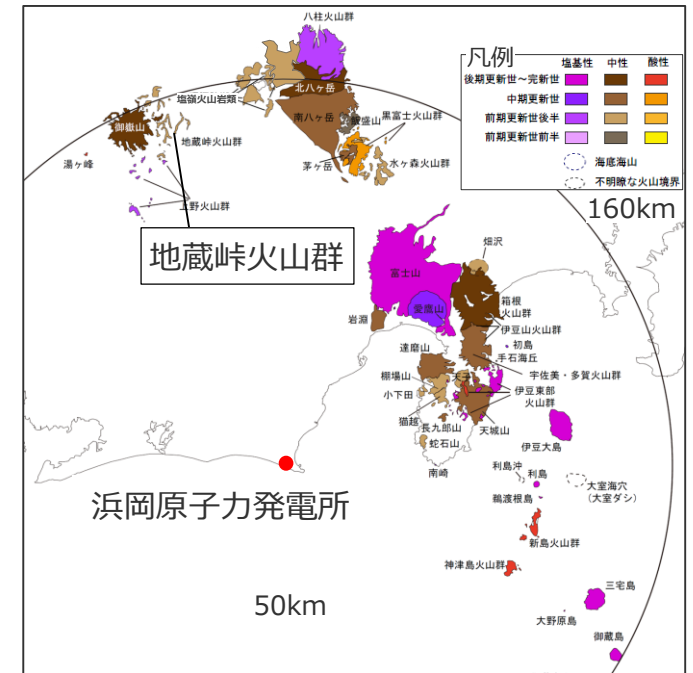 八柱火山群
凡例
塩基性 中性 酸性
後期更新世～完新世
中期更新世
前期更新世後半
前期更新世前半
海底海山
不明瞭な火山境界
160km
塩嶺火山岩類
北八ヶ岳
御嶽山
南八ヶ岳
飯盛山
黒富士火山群
地蔵峠火山群
湯ヶ峰
茅ヶ岳
水ヶ森火山群
上野火山群
地蔵峠火山群
畑沢
富士山
愛鷹山
箱根
火山群
岩淵
伊豆山火山群
初島
達磨山
手石海丘
棚場山
天子
宇佐美・多賀火山群
小下田
伊豆東部
火山群
猫越
長九郎山
天城山
蛇石山
伊豆大島
南崎
利島沖
利島
大室海穴
（大室ダシ）
浜岡原子力発電所
鵜渡根島
新島火山群
神津島火山群
三宅島
50km
大野原島
御蔵島